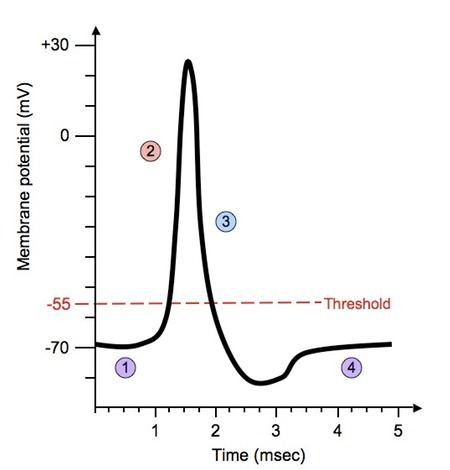 +30
Membrane potential (mV)
0
2
3
-55
Threshold
-70
1
4
1 2 3 4 5
Time (msec)